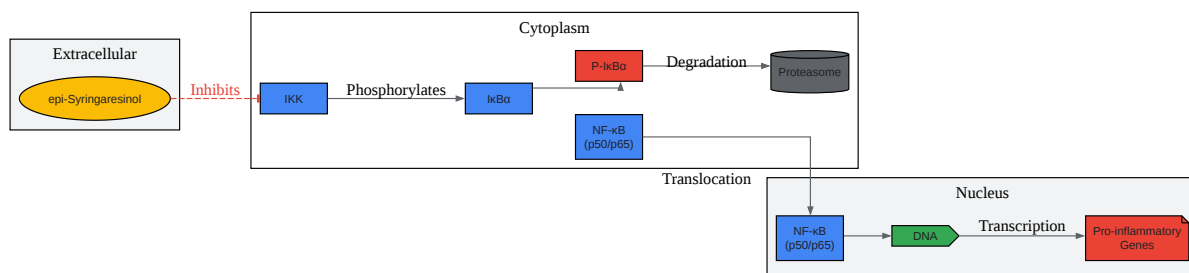 Extracellular
epi-Syringaresinol
Inhibits
Cytoplasm
IKK
Phosphorylates
IκBα
P-IκBα
Degradation
Proteasome
NF-κB
(p50/p65)
Translocation
Nucleus
NF-κB
(p50/p65)
DNA
Transcription
Pro-inflammatory
Genes